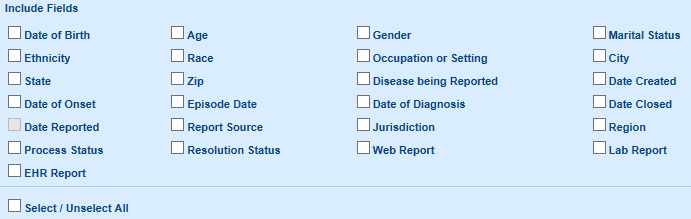 Include Fields
Date of Birth Age Gender Marital Status
Ethnicity Race Occupation or Setting City
State Zip Disease being Reported Date Created
Date of Onset Episode Date Date of Diagnosis Date Closed
Date Reported Report Source Jurisdiction Region
Process Status Resolution Status Web Report Lab Report
EHR Report
Select / Unselect All